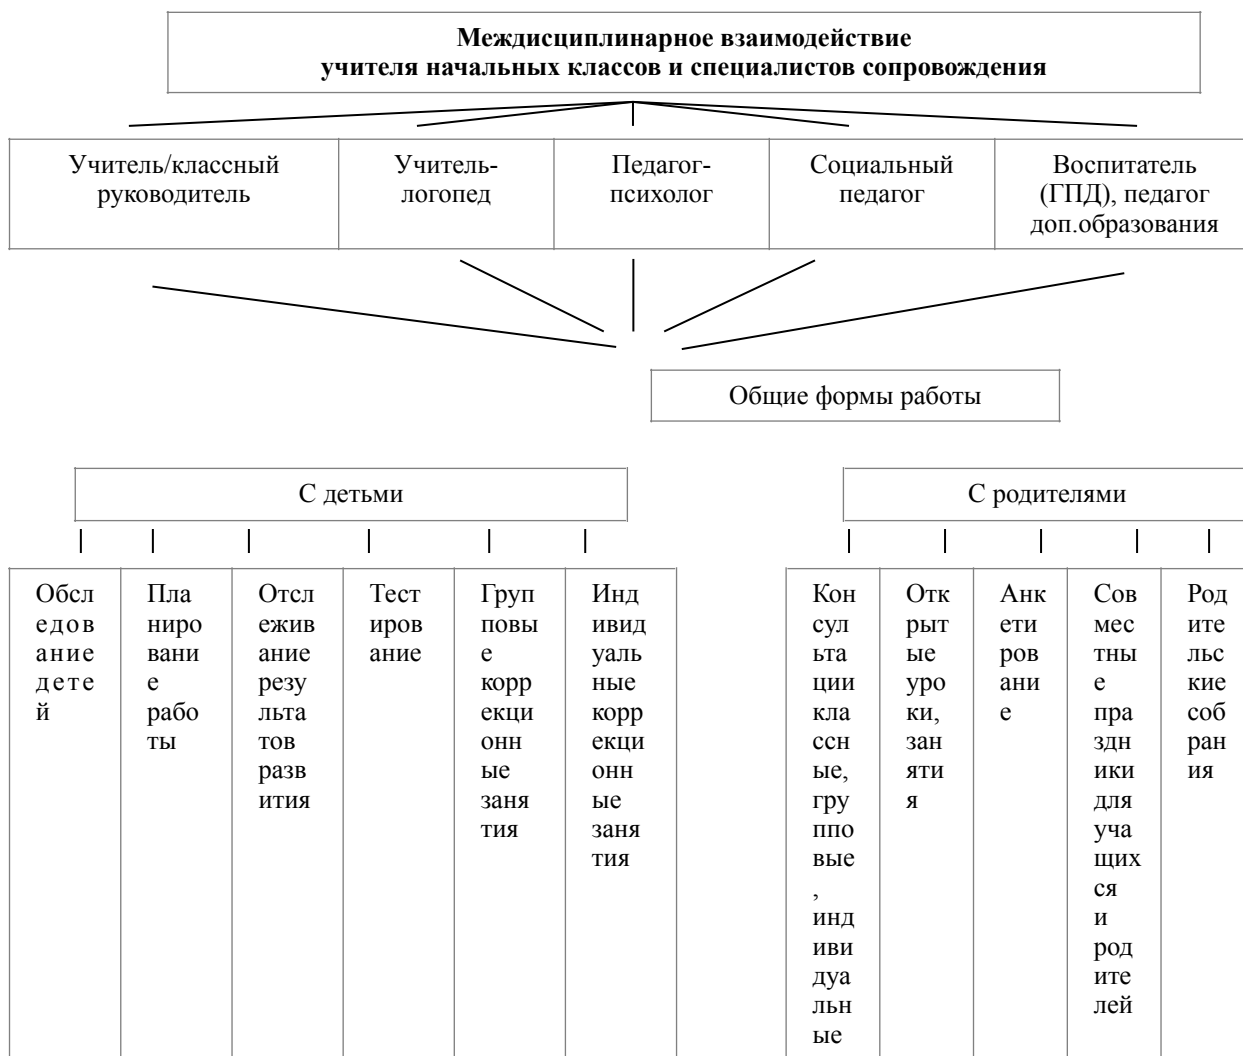 Междисциплинарное взаимодействие
учителя начальных классов и специалистов сопровождения
Учитель/классный
руководитель
Учитель-
логопед
Педагог-
психолог
Социальный
педагог
Воспитатель
(ГПД), педагог
доп.образования
Общие формы работы
С детьми
С родителями
Обсл
едов
ание
дете
й
Пла
ниро
вани
е
рабо
ты
Отсл
ежив
ание
резу
льта
тов
разв
ития
Тест
иров
ание
Груп
повы
е
корр
екци
онн
ые
заня
тия
Инд
ивид
уаль
ные
корр
екци
онн
ые
заня
тия
Кон
сул
ьта
ции
кла
ссн
ые,
гру
ппо
вые
,
инд
иви
дуа
льн
ые
Отк
рыт
ые
уро
ки,
зан
яти
я
Анк
ети
ров
ани
е
Сов
мес
тны
е
пра
здн
ики
для
уча
щих
ся
и
род
ите
лей
Род
ите
льс
кие
соб
ран
ия